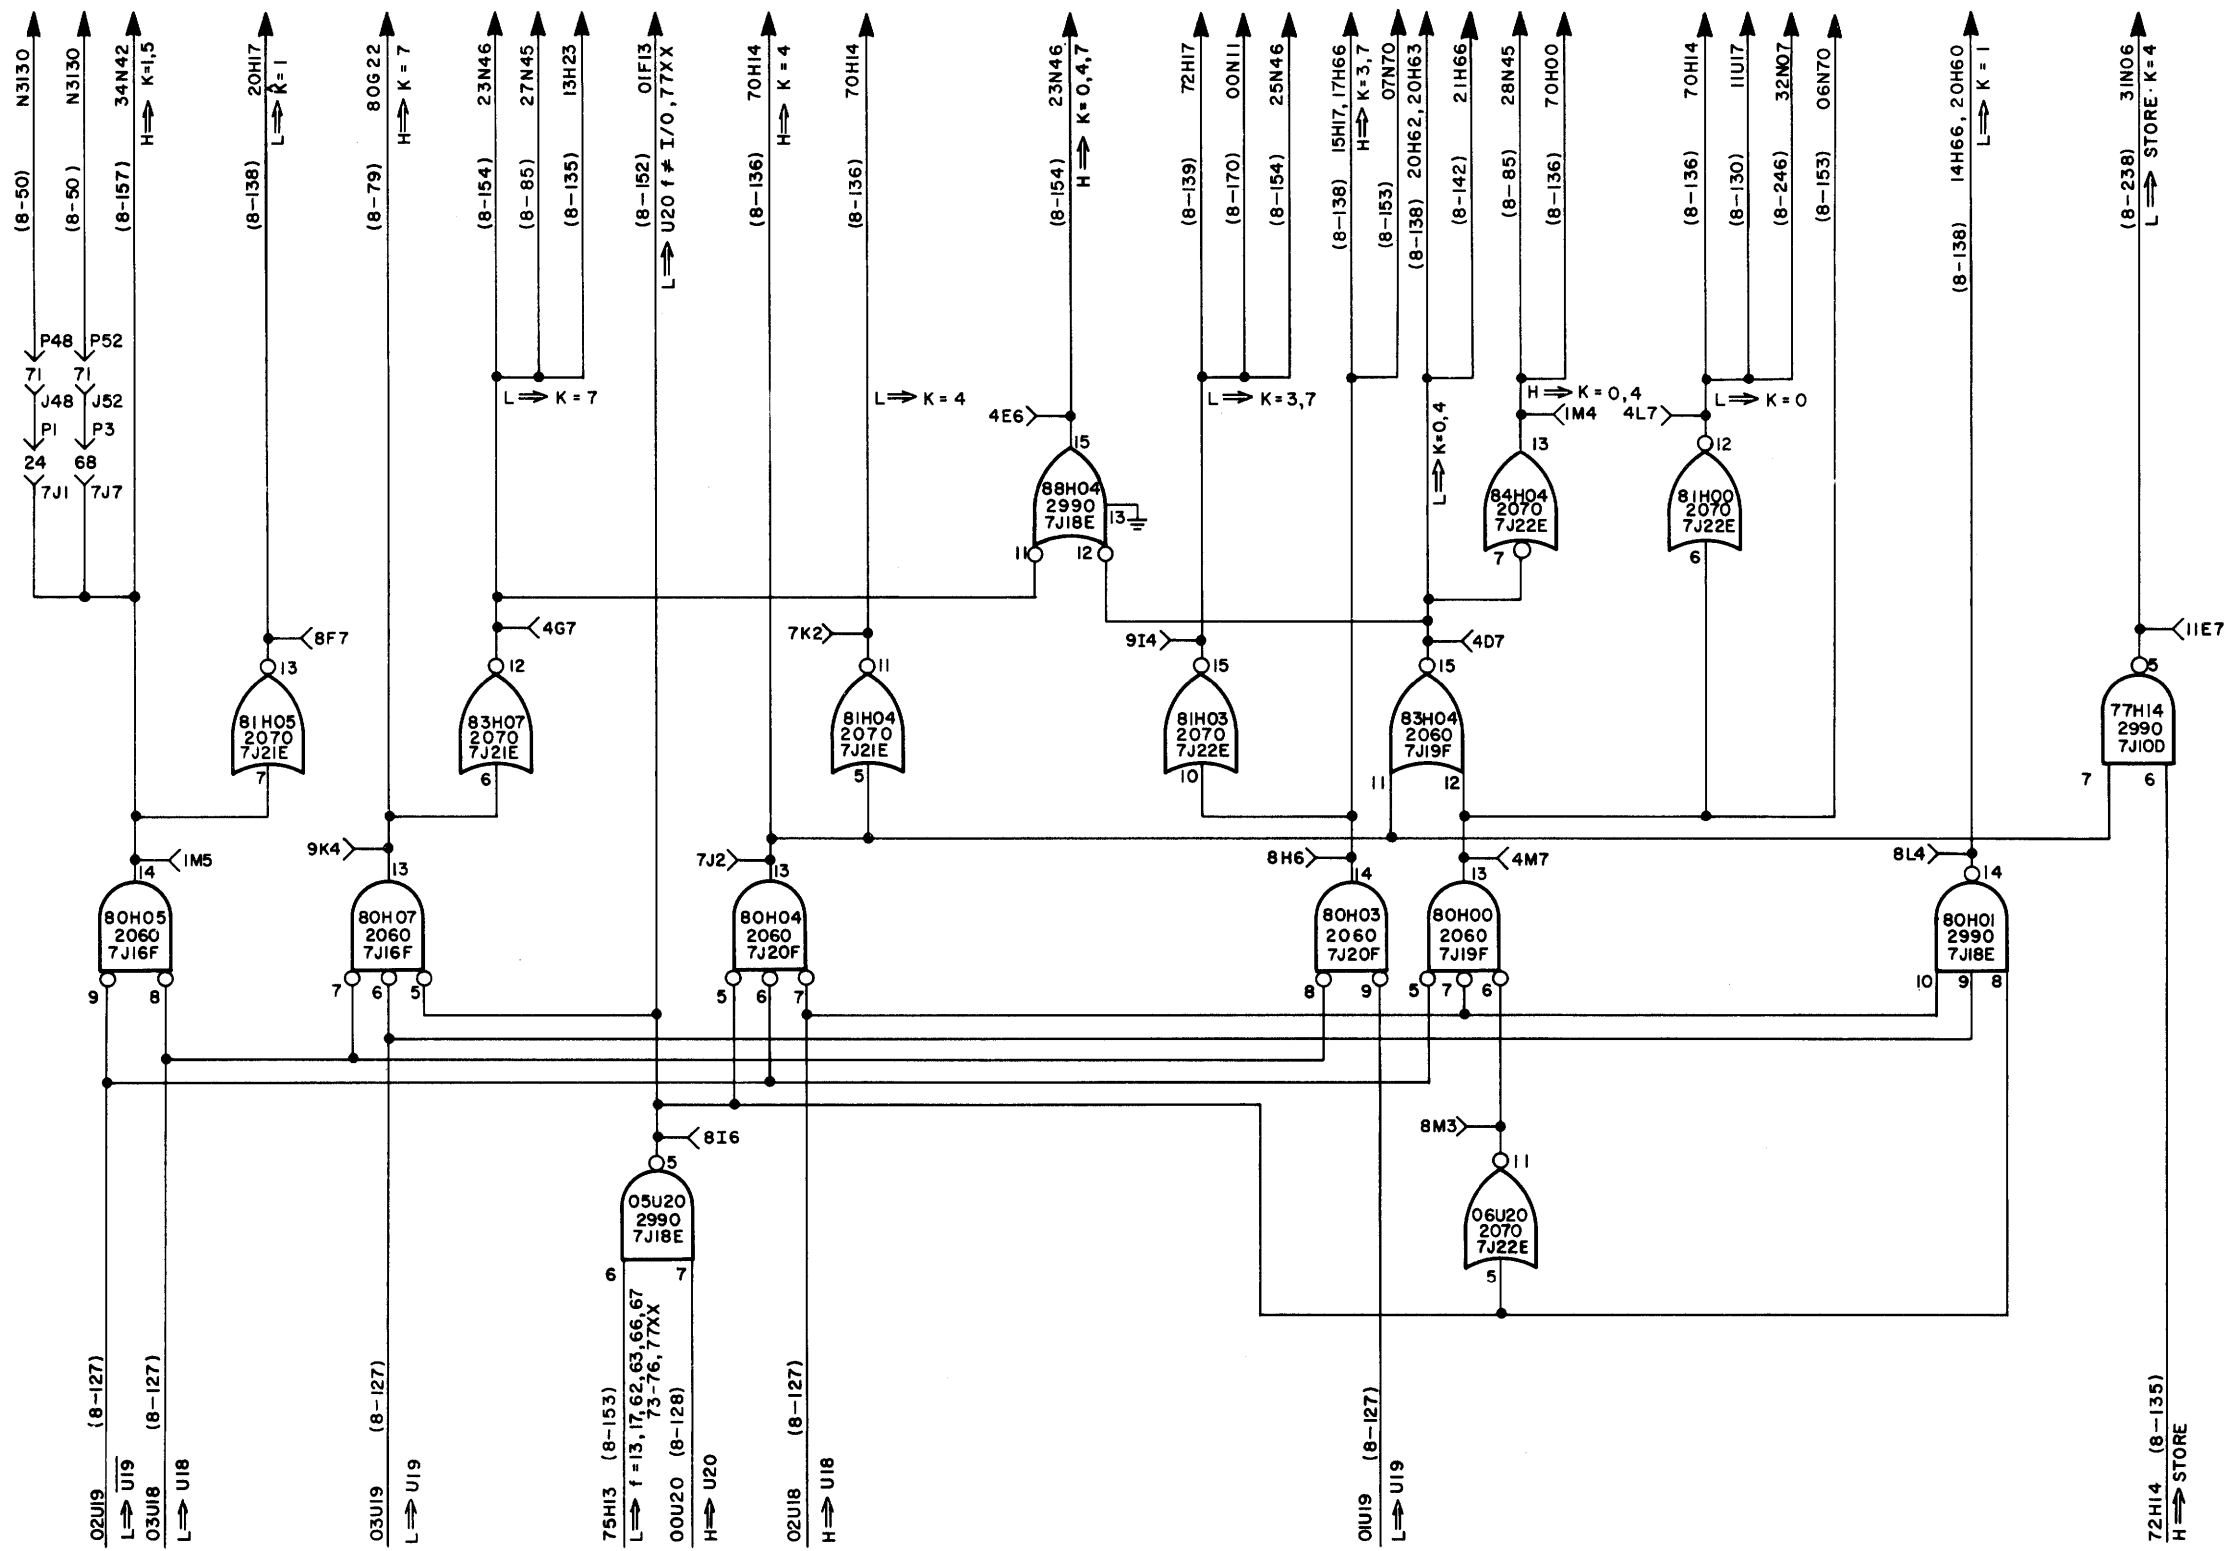 N3130
(8-50)
N3130
(8-50)
34N42
H⇒ K=1,5
(8-157)
20H17
L⇒ K=1
(8-138)
80G22
H⇒ K=7
(8-79)
23N46
(8-154)
27N45
(8-85)
13H23
(8-135)
01F13
(8-152)
L⇒ U20 f ≠ I/O, 77XX
70H14
H⇒ K=4
(8-136)
70H14
(8-136)
23N46
(8-154)
H⇒ K=0,4,7
72H17
(8-139)
00N11
(8-170)
25N46
(8-154)
15H17, 17H66
H⇒ K=3,7
(8-138)
07N70
(8-153)
20H62, 20H63
(8-138)
21H66
(8-142)
28N45
(8-85)
70H00
(8-136)
70H14
(8-136)
11U17
(8-130)
32N07
(8-246)
06N70
(8-153)
14H66, 20H60
L⇒ K=1
(8-138)
31N06
(8-238)
L⇒ STORE · K=4
P48
P52
71
71
J48
J52
P1
P3
24
68
7J1
7J7
L⇒ K=7
L⇒ K=4
L⇒ K=3,7
L⇒ K=0,4
H⇒ K=0,4
L⇒ K=0
4E6
1M4
4L7
15
13
12
88H04
2990
7J18E
13
11
12
84H04
2070
7J22E
7
81H00
2070
7J22E
6
8F7
4G7
7K2
9I4
4D7
11E7
13
12
11
15
15
5
81H05
2070
7J21E
7
83H07
2070
7J21E
6
81H04
2070
7J21E
5
81H03
2070
7J22E
10
83H04
2060
7J19F
11
12
77H14
2990
7J10D
7
6
1M5
9K4
7J2
8H6
4M7
8L4
14
13
13
14
13
14
80H05
2060
7J16F
9
8
80H07
2060
7J16F
7
6
5
80H04
2060
7J20F
5
6
7
80H03
2060
7J20F
8
9
80H00
2060
7J19F
5
7
6
80H01
2990
7J18E
10
9
8
8I6
8M3
5
11
05U20
2990
7J18E
6
7
06U20
2070
7J22E
5
02U19
(8-127)
L⇒ U̅1̅9̅
03U18
(8-127)
L⇒ U18
03U19
(8-127)
L⇒ U19
75H13
(8-153)
L⇒ f=13,17,62,63,66,67
73-76,77XX
00U20
(8-128)
H⇒ U20
02U18
(8-127)
H⇒ U18
01U19
(8-127)
L⇒ U19
72H14
(8-135)
H⇒ STORE